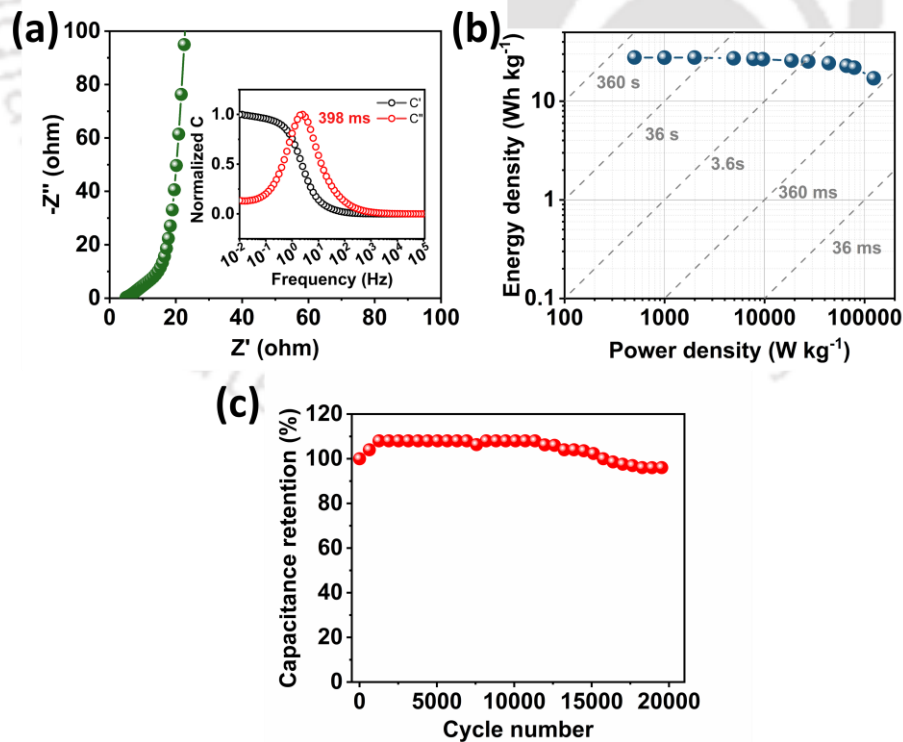 (a)
-Z'' (ohm)
100
80
60
40
20
0
0 20 40 60 80 100
Z' (ohm)
Normalized C
1.0
0.5
0.0
398 ms
C'
C"
10⁻² 10⁻¹ 10⁰ 10¹ 10² 10³ 10⁴ 10⁵
Frequency (Hz)
(b)
Energy density (Wh kg⁻¹)
10
1
0.1
360 s
36 s
3.6s
360 ms
36 ms
100 1000 10000 100000
Power density (W kg⁻¹)
(c)
Capacitance retention (%)
120
100
80
60
40
20
0
0 5000 10000 15000 20000
Cycle number